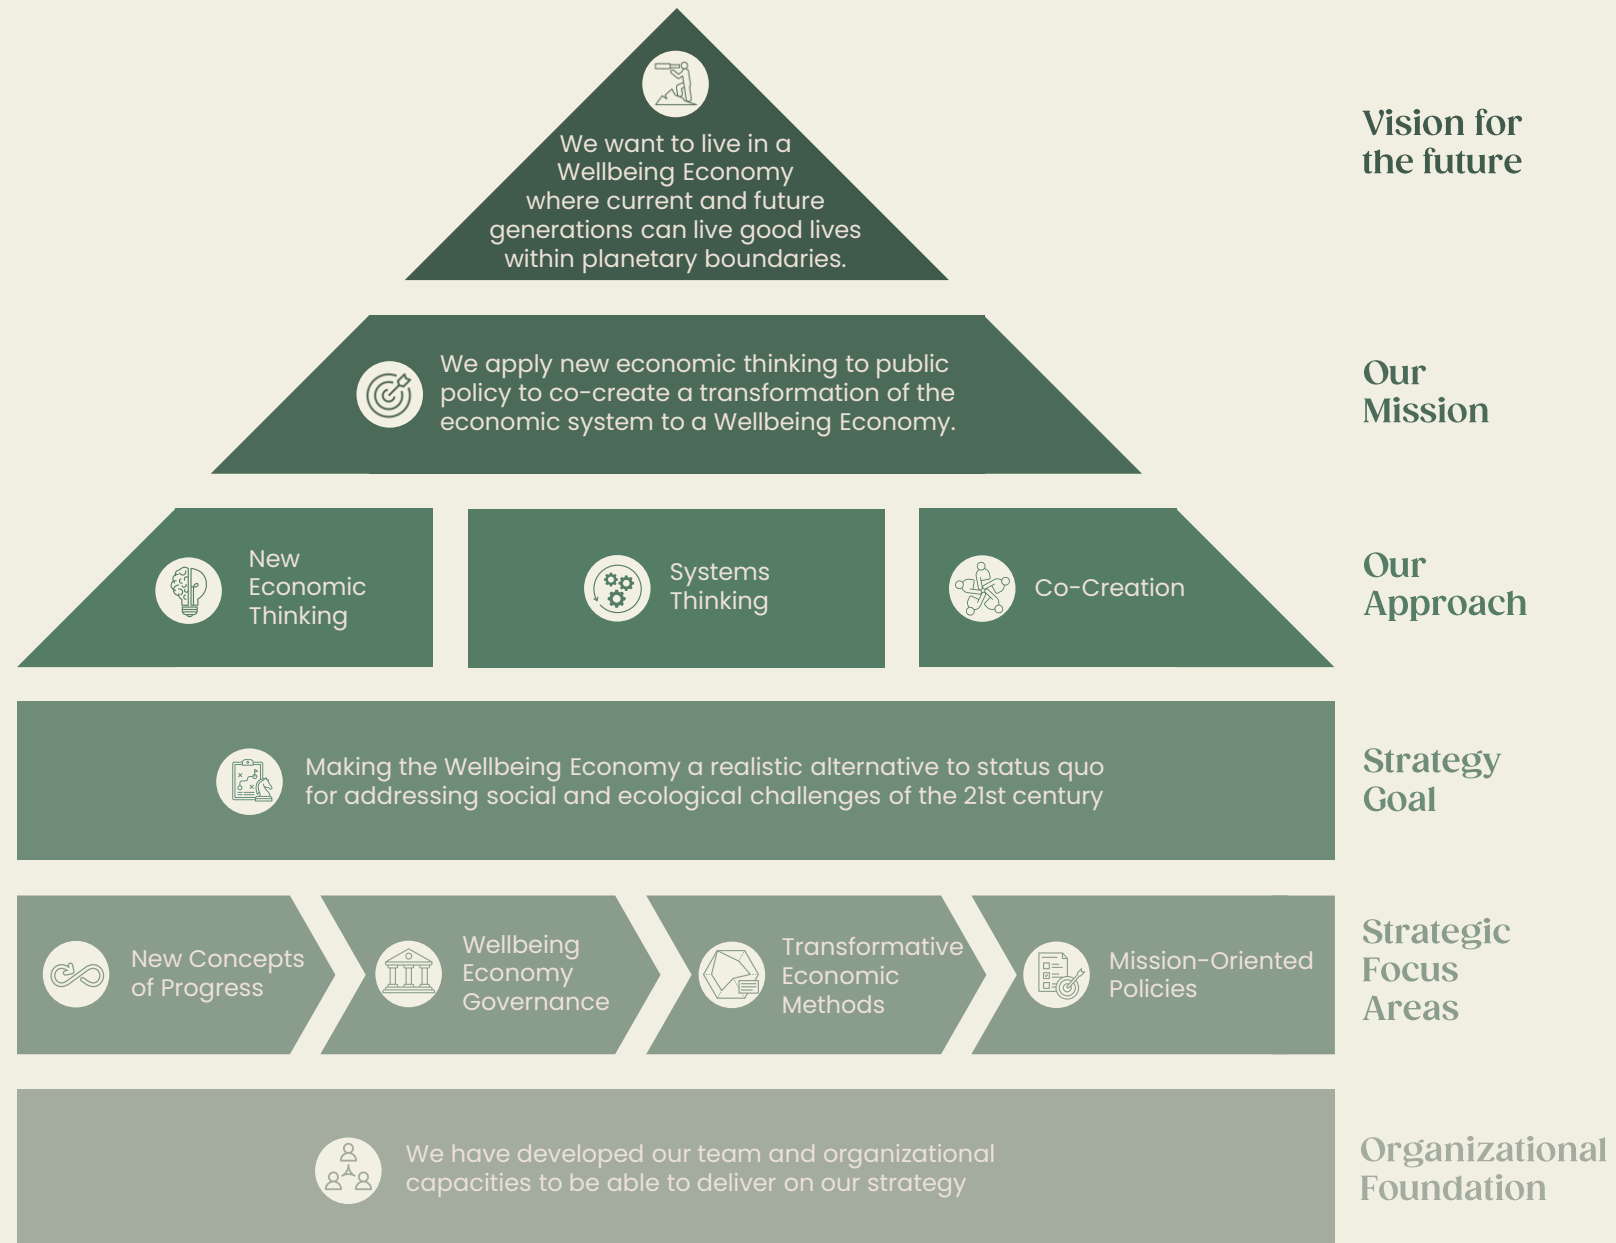 We want to live in a
Wellbeing Economy
where current and future
generations can live good lives
within planetary boundaries.
Vision for
the future
We apply new economic thinking to public
policy to co-create a transformation of the
economic system to a Wellbeing Economy.
Our
Mission
New
Economic
Thinking
Systems
Thinking
Co-Creation
Our
Approach
Making the Wellbeing Economy a realistic alternative to status quo
for addressing social and ecological challenges of the 21st century
Strategy
Goal
New Concepts
of Progress
Wellbeing
Economy
Governance
Transformative
Economic
Methods
Mission-Oriented
Policies
Strategic
Focus
Areas
We have developed our team and organizational
capacities to be able to deliver on our strategy
Organizational
Foundation